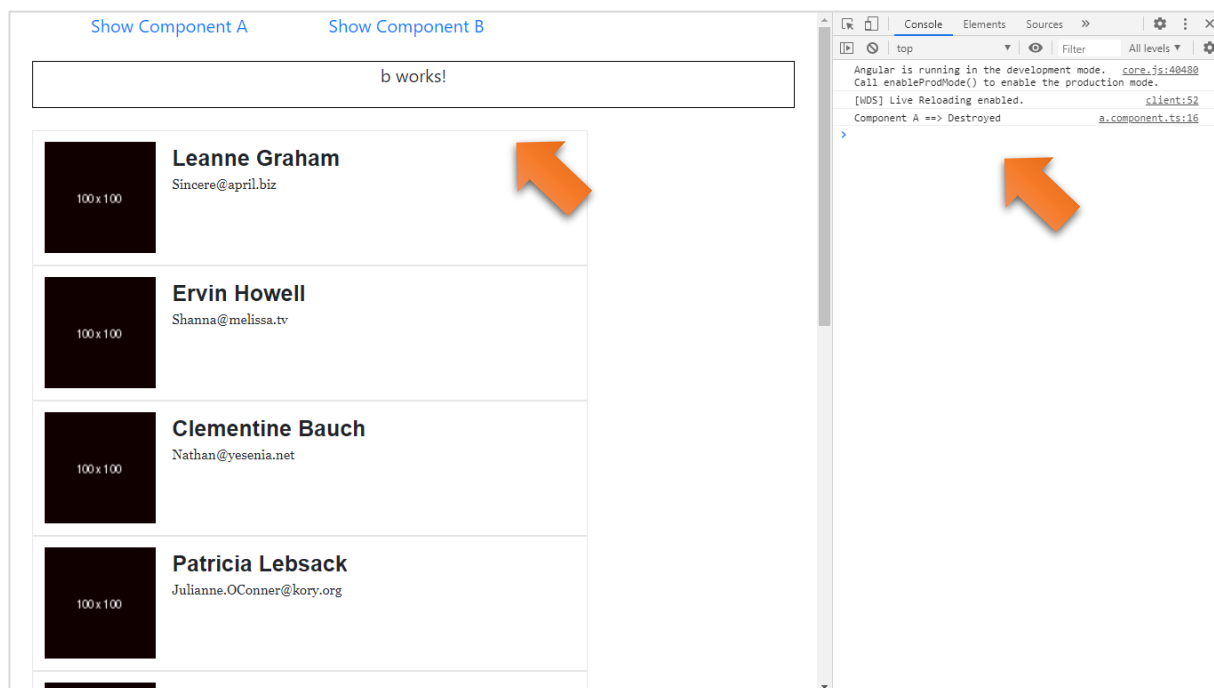 Show Component A Show Component B
b works!
100 x 100
Leanne Graham
Sincere@april.biz
100 x 100
Ervin Howell
Shanna@melissa.tv
100 x 100
Clementine Bauch
Nathan@yesenia.net
100 x 100
Patricia Lebsack
Julianne.OConner@kory.org
Console Elements Sources »
top Filter All levels
Angular is running in the development mode. core.js:40480
Call enableProdMode() to enable the production mode.
[WDS] Live Reloading enabled. client:52
Component A ==> Destroyed a.component.ts:16